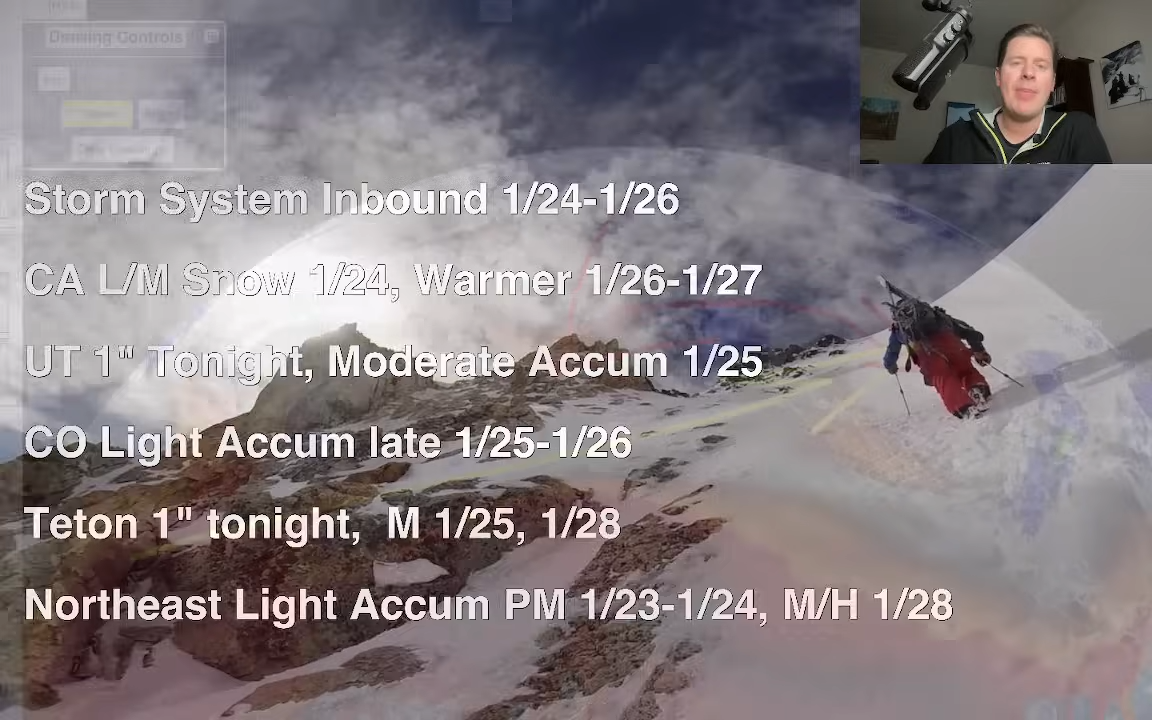 Dimming Controls
Storm System Inbound 1/24-1/26
CA L/M Snow 1/24, Warmer 1/26-1/27
UT 1" Tonight, Moderate Accum 1/25
CO Light Accum late 1/25-1/26
Teton 1" tonight,  M 1/25, 1/28
Northeast Light Accum PM 1/23-1/24, M/H 1/28